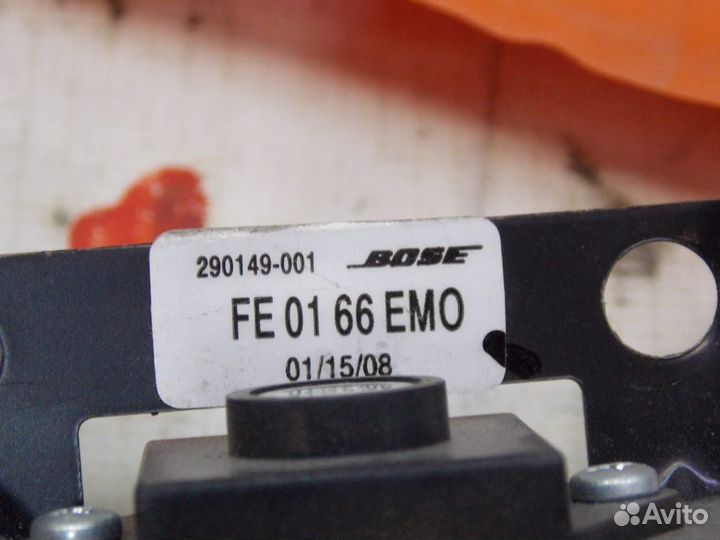 290149-001 BOSE
FE 01 66 EMO
01/15/08
Avito